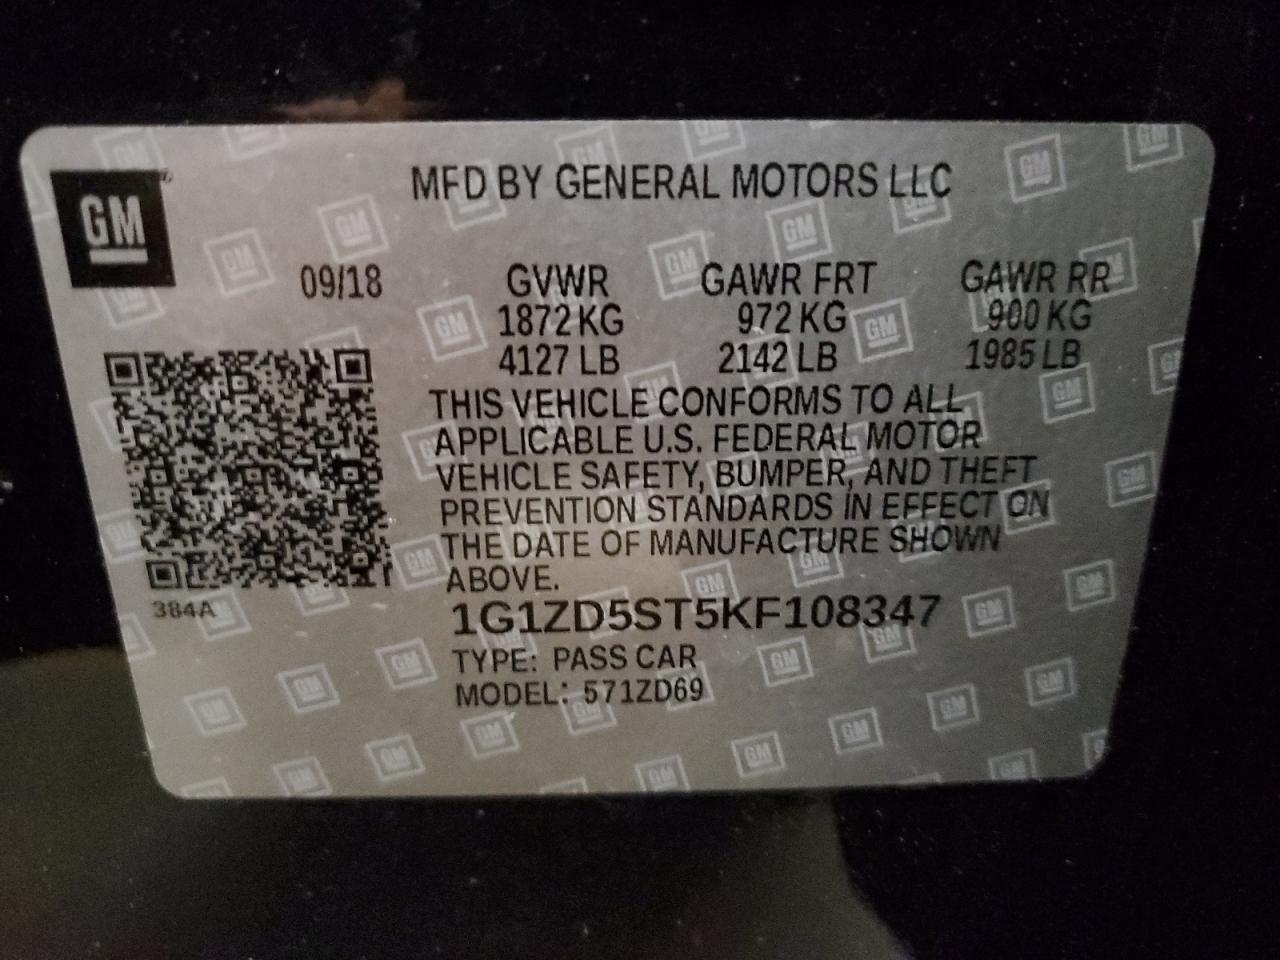 GM
MFD BY GENERAL MOTORS LLC
09/18 GVWR GAWR FRT GAWR RR
1872 KG 972 KG 900 KG
4127 LB 2142 LB 1985 LB
THIS VEHICLE CONFORMS TO ALL
APPLICABLE U.S. FEDERAL MOTOR
VEHICLE SAFETY, BUMPER, AND THEFT
PREVENTION STANDARDS IN EFFECT ON
THE DATE OF MANUFACTURE SHOWN
ABOVE.
384A
1G1ZD5ST5KF108347
TYPE: PASS CAR
MODEL: 571ZD69